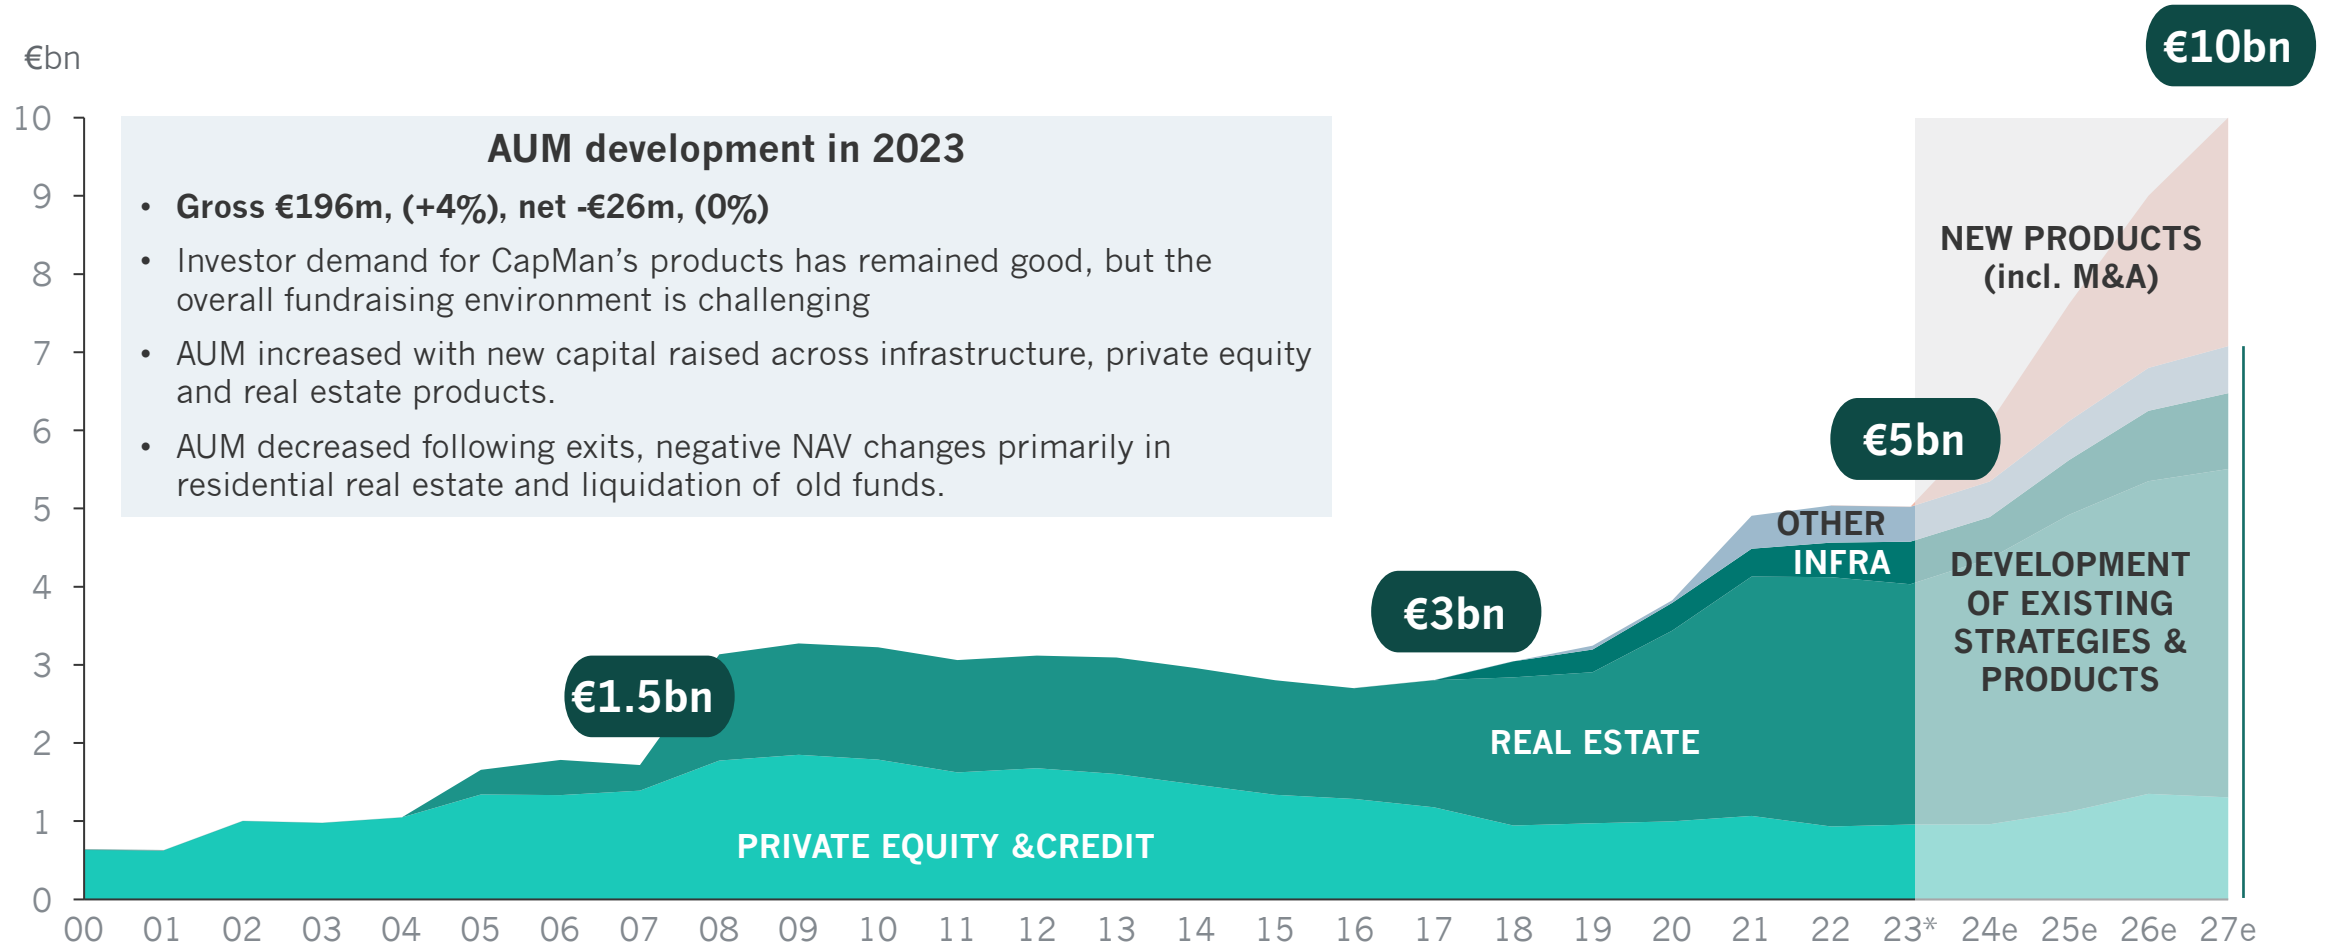 €10bn
€bn
10
9
8
7
6
5
4
3
2
1
0
AUM development in 2023
• Gross €196m, (+4%), net -€26m, (0%)
• Investor demand for CapMan’s products has remained good, but the
overall fundraising environment is challenging
• AUM increased with new capital raised across infrastructure, private equity
and real estate products.
• AUM decreased following exits, negative NAV changes primarily in
residential real estate and liquidation of old funds.
NEW PRODUCTS
(incl. M&A)
€5bn
OTHER
INFRA
DEVELOPMENT
OF EXISTING
STRATEGIES &
PRODUCTS
€3bn
€1.5bn
REAL ESTATE
PRIVATE EQUITY &CREDIT
00 01 02 03 04 05 06 07 08 09 10 11 12 13 14 15 16 17 18 19 20 21 22 23* 24e 25e 26e 27e